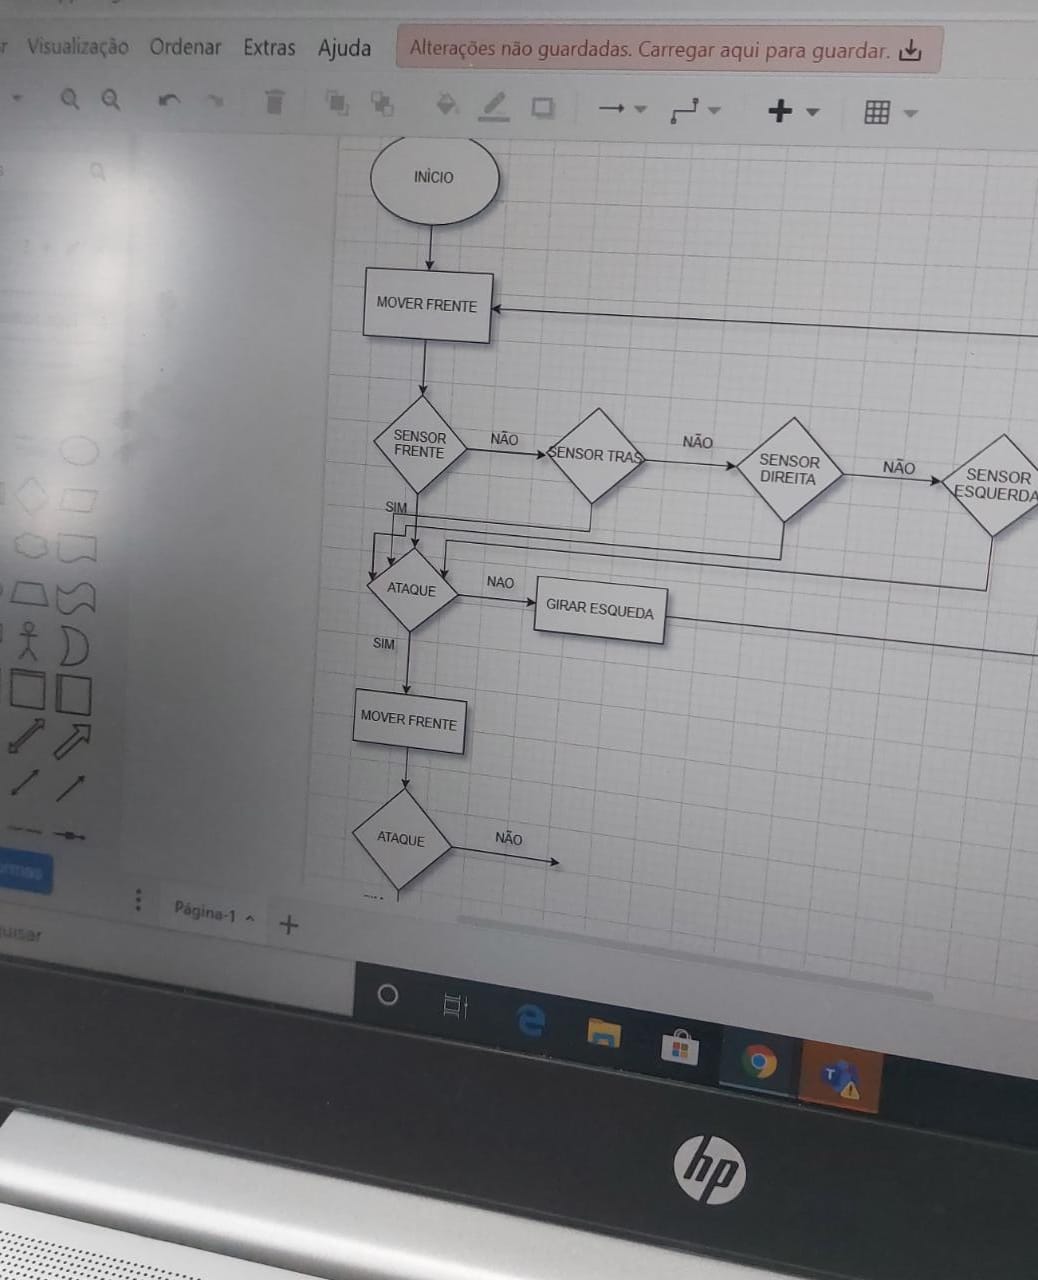 Visualização Ordenar Extras Ajuda Alterações não guardadas. Carregar aqui para guardar.
INÍCIO
MOVER FRENTE
SENSOR
FRENTE
NÃO
SENSOR TRAS
NÃO
SENSOR
DIREITA
NÃO
SENSOR
ESQUERDA
SIM
ATAQUE
NAO
GIRAR ESQUEDA
SIM
MOVER FRENTE
ATAQUE
NÃO
Página-1
hp